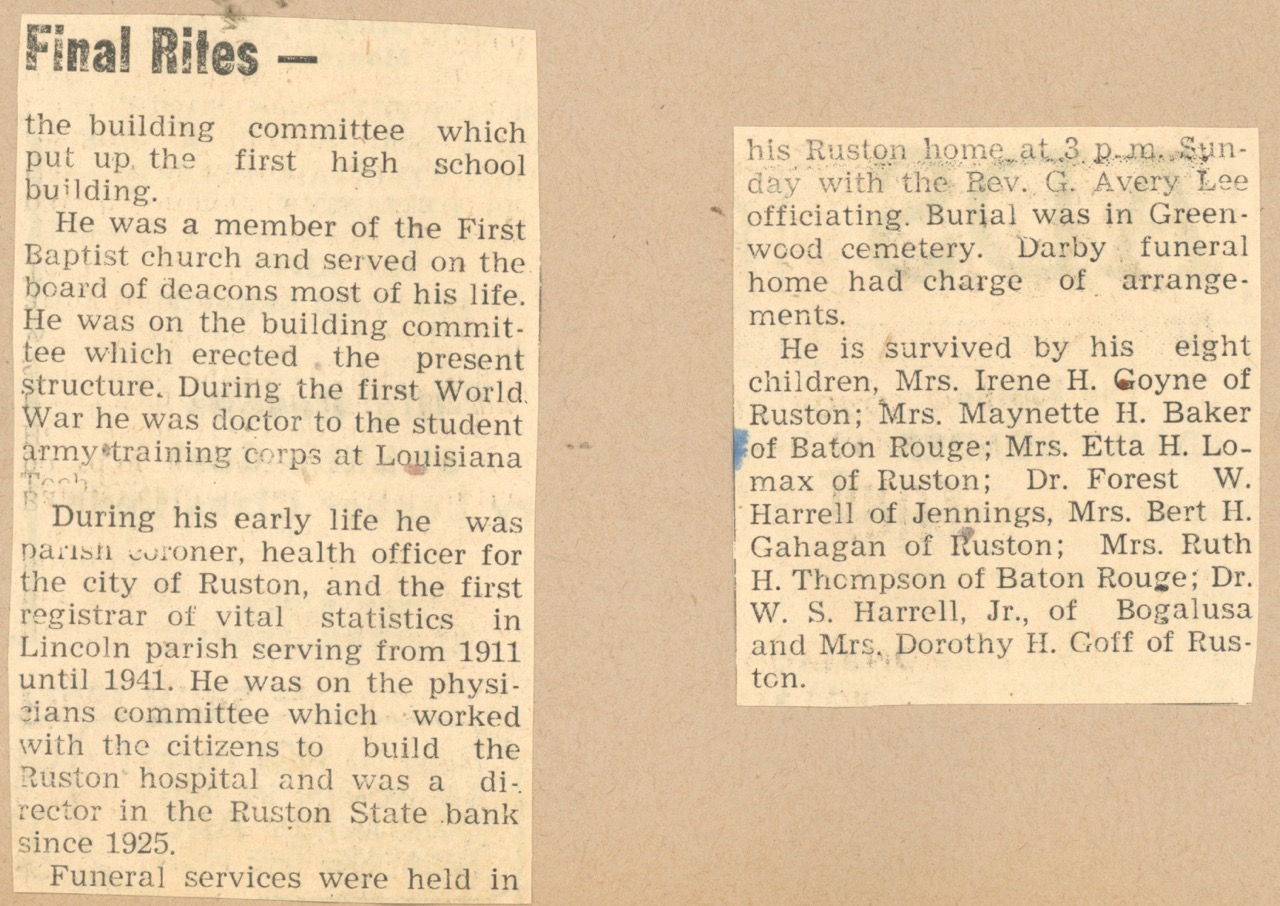 Final Rites —
the building committee which
put up the first high school
building.
He was a member of the First
Baptist church and served on the
board of deacons most of his life.
He was on the building commit-
tee which erected the present
structure. During the first World
War he was doctor to the student
army training corps at Louisiana
Tech.
During his early life he was
parish coroner, health officer for
the city of Ruston, and the first
registrar of vital statistics in
Lincoln parish serving from 1911
until 1941. He was on the physi-
cians committee which worked
with the citizens to build the
Ruston hospital and was a di-
rector in the Ruston State bank
since 1925.
Funeral services were held in
his Ruston home at 3 p. m. Sun-
day with the Rev. G. Avery Lee
officiating. Burial was in Green-
wood cemetery. Darby funeral
home had charge of arrange-
ments.
He is survived by his eight
children, Mrs. Irene H. Goyne of
Ruston; Mrs. Maynette H. Baker
of Baton Rouge; Mrs. Etta H. Lo-
max of Ruston; Dr. Forest W.
Harrell of Jennings, Mrs. Bert H.
Gahagan of Ruston; Mrs. Ruth
H. Thompson of Baton Rouge; Dr.
W. S. Harrell, Jr., of Bogalusa
and Mrs. Dorothy H. Goff of Rus-
ton.